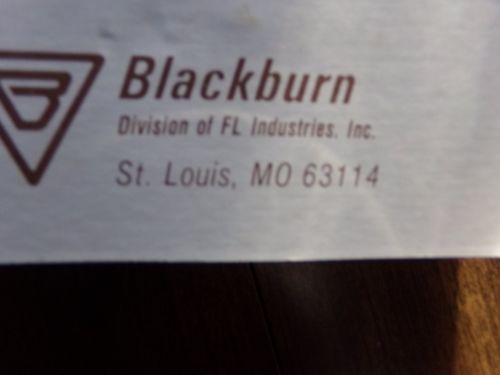 Blackburn
Division of FL Industries, Inc.
St. Louis, MO 63114